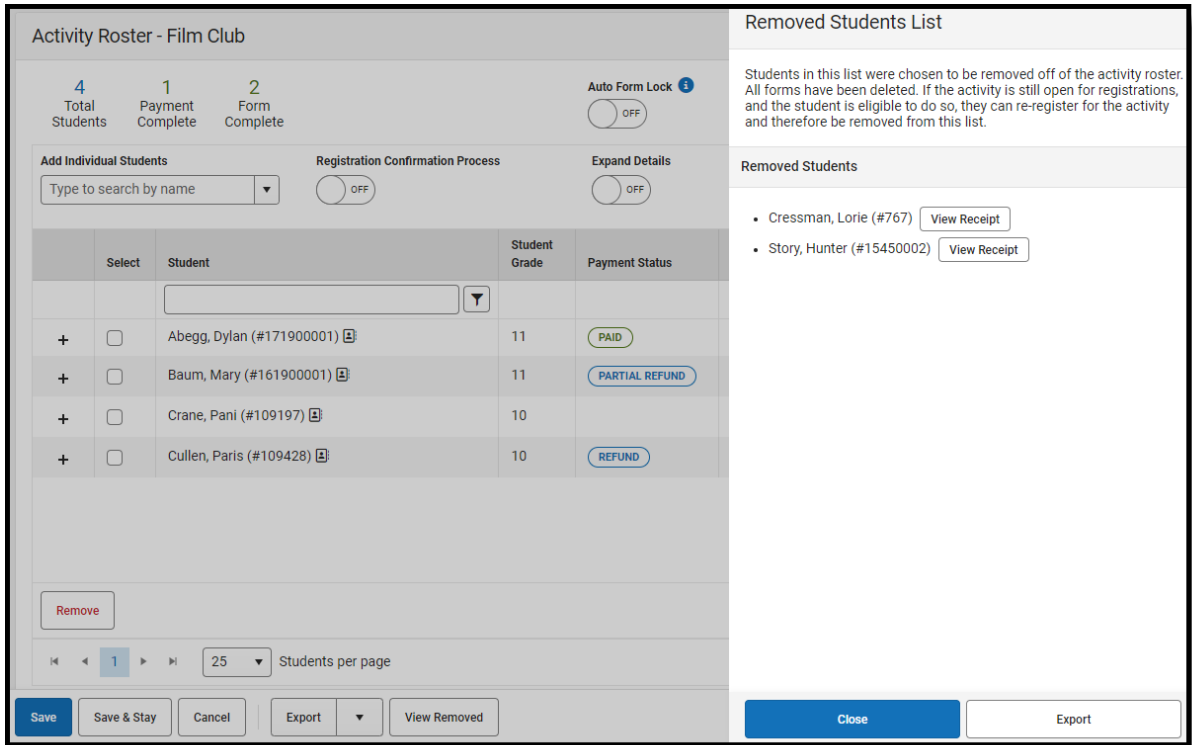 Activity Roster - Film Club
4 1 2
Total Students Payment Complete Form Complete
Auto Form Lock
OFF
Add Individual Students Registration Confirmation Process Expand Details
Type to search by name OFF OFF
Select Student Student Grade Payment Status
+ Abegg, Dylan (#171900001) 11 PAID
+ Baum, Mary (#161900001) 11 PARTIAL REFUND
+ Crane, Pani (#109197) 10
+ Cullen, Paris (#109428) 10 REFUND
Remove
1 25 Students per page
Save Save & Stay Cancel Export View Removed
Removed Students List
Students in this list were chosen to be removed off of the activity roster.
All forms have been deleted. If the activity is still open for registrations,
and the student is eligible to do so, they can re-register for the activity
and therefore be removed from this list.
Removed Students
• Cressman, Lorie (#767) View Receipt
• Story, Hunter (#15450002) View Receipt
Close Export